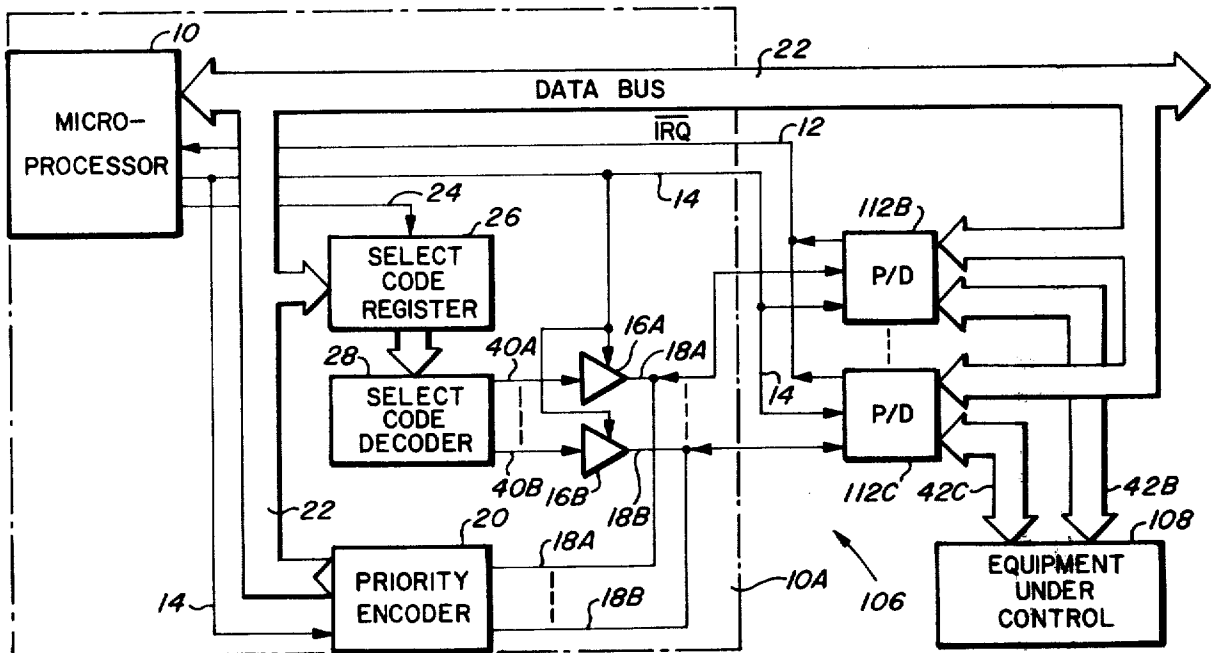 10
22
DATA BUS
MICRO-
PROCESSOR
IRQ
12
24
14
26
112B
SELECT
CODE
REGISTER
P/D
16A
28
40A
18A
14
SELECT
CODE
DECODER
P/D
40B
16B
18B
112C
42C
42B
22
20
18A
108
PRIORITY
ENCODER
EQUIPMENT
UNDER
CONTROL
14
18B
10A
106